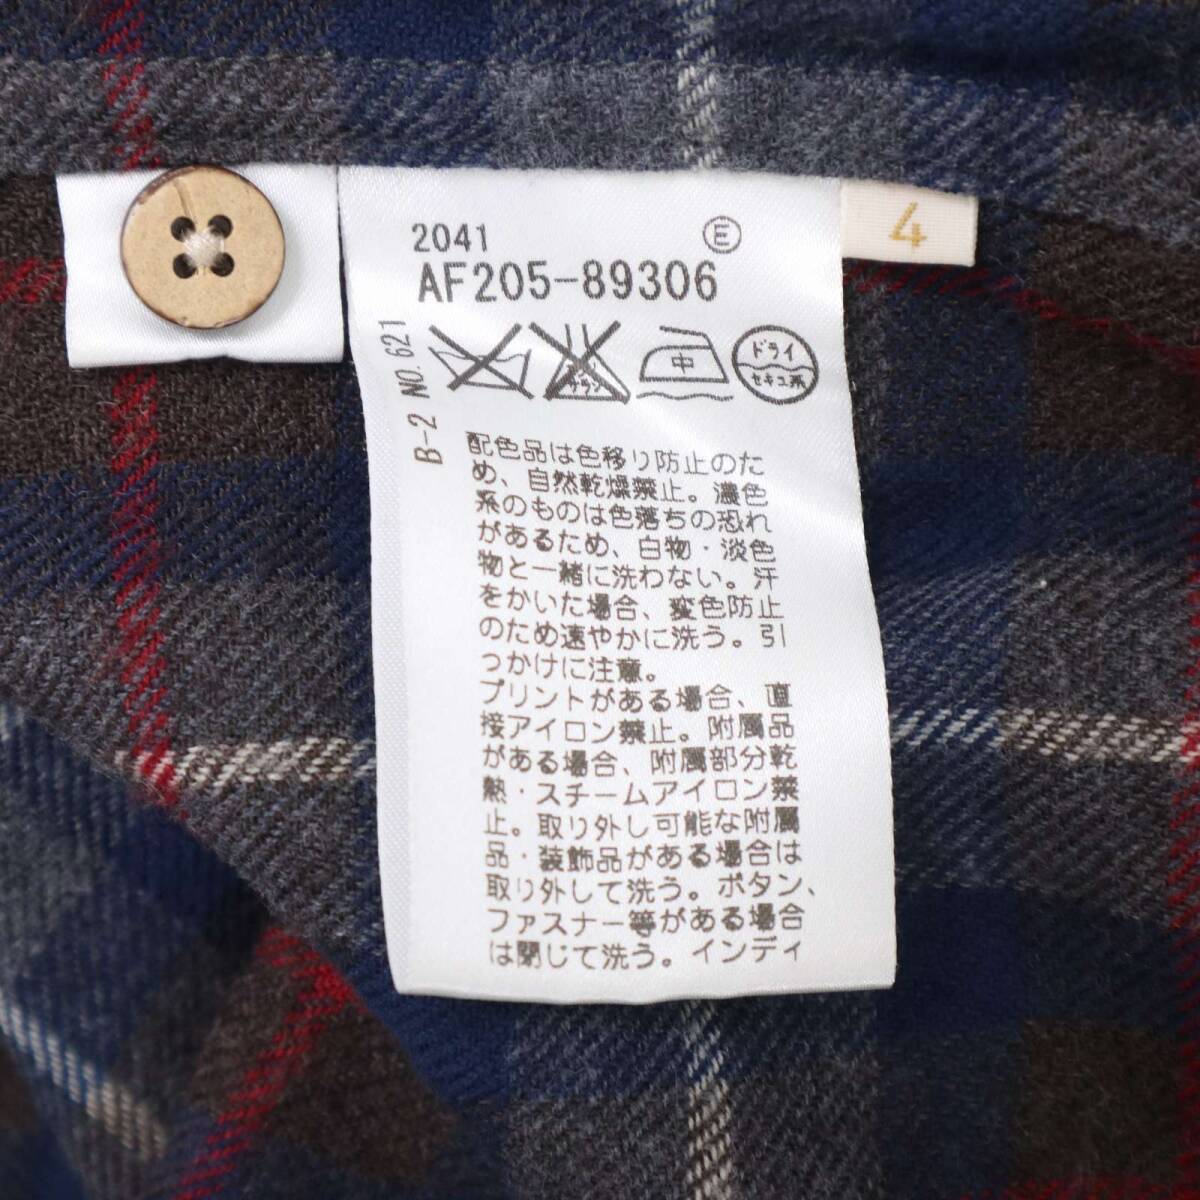 2041
Ⓔ
4
AF205-89306
B-2 NO.621
エンソサラシ
中
ドライ
セキユ系
配色品は色移り防止のた
め、自然乾燥禁止。濃色
系のものは色落ちの恐れ
があるため、白物・淡色
物と一緒に洗わない。汗
をかいた場合、変色防止
のため速やかに洗う。引
っかけに注意。
プリントがある場合、直
接アイロン禁止。附属品
がある場合、附属部分乾
熱・スチームアイロン禁
止。取り外し可能な附属
品・装飾品がある場合は
取り外して洗う。ボタン、
ファスナー等がある場合
は閉じて洗う。インディ